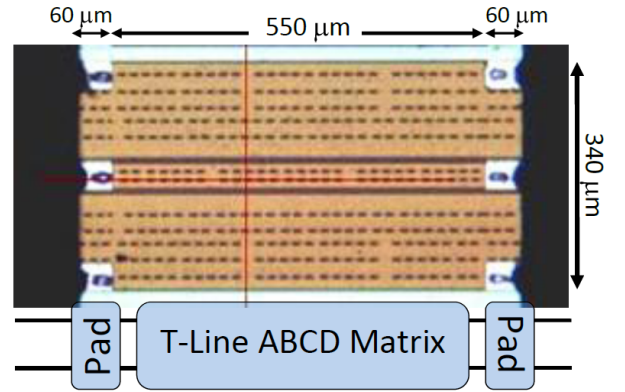 60 μm 550 μm 60 μm
340 μm
Pad T-Line ABCD Matrix Pad